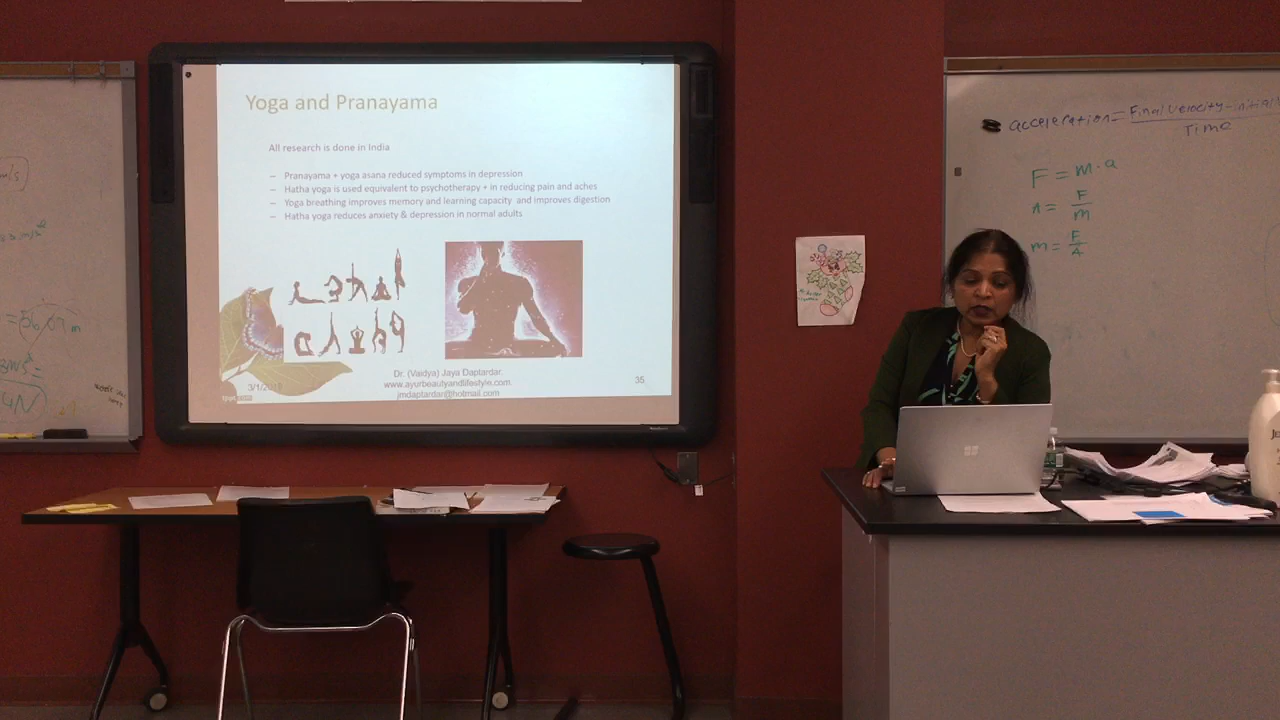 Yoga and Pranayama
All research is done in India
– Pranayama + yoga asana reduced symptoms in depression
– Hatha yoga is used equivalent to psychotherapy + in reducing pain and aches
– Yoga breathing improves memory and learning capacity and improves digestion
– Hatha yoga reduces anxiety & depression in normal adults
Dr. (Vaidya) Jaya Daptardar.
www.ayurbeautyandlifestyle.com.
jmdaptardar@hotmail.com
35
acceleration = Final velocity - initial
Time
F = m · a
A = F/m
m = F/A